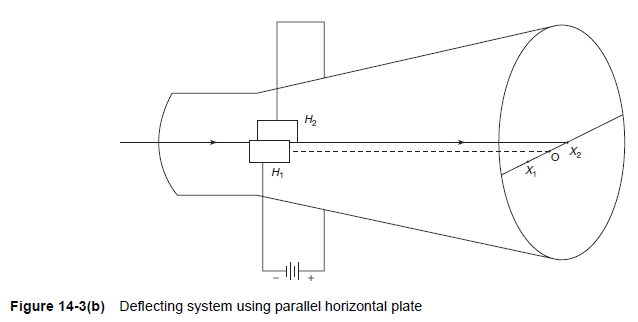 H₂
H₁
O
X₂
X₁
- +
Figure 14-3(b) Deflecting system using parallel horizontal plate